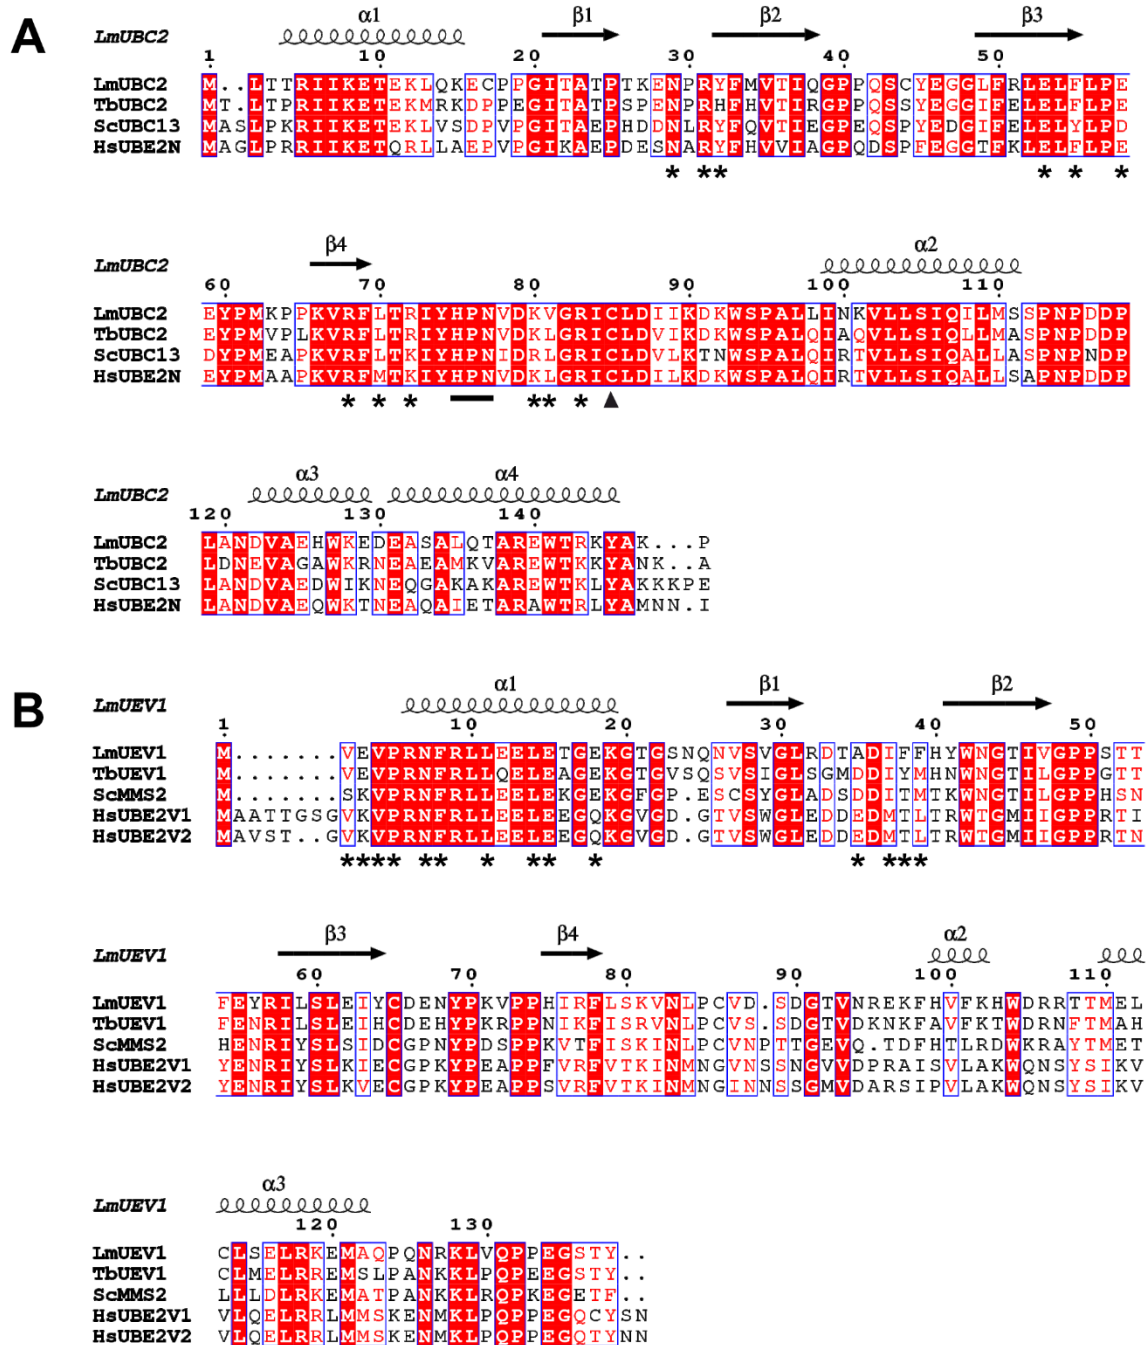 A
LmUBC2 α1 β1 β2 β3
1 10 20 30 40 50
LmUBC2 M..LTTRIIKETEKLQKECPPGITATPTKENPRYFMVTIQGPPQSCYEGGLFRLELFLPE
TbUBC2 MT.LTPRIIKETEKMRKDPPEGITATPSPENPRHFHVTIRGPPQSSYEGGIFELELFLPE
ScUBC13 MASLPKRIIKETEKLVSDPVPGITAEPHDDNLRYFQVTIEGPEQSPYEDGIFELELYLPD
HsUBE2N MAGLPRRIIKETQRLLAEPVPGIKAEPDESNARYFHVVIAGPQDSPFEGGTFKLELFLPE
* ** * * *
LmUBC2 β4 α2
60 70 80 90 100 110
LmUBC2 EYPMKPPKVRFLTRIYHPNVDKVGRICLDIIKDKWSPALLINKVLLSIQILMSSPNPDDP
TbUBC2 EYPMVPLKVRFLTKIYHPNVDKLGRICLDIIKDKWSPALQIAQVLLSIQLLMASPNPDDP
ScUBC13 DYPMEAPKVRFLTKIYHPNIDRLGRICLDVLKTNWSPALQIRTVLLSIQALLASPNPNDP
HsUBE2N EYPMAAPKVRFMTKIYHPNVDKLGRICLDILKDKWSPALQIRTVLLSIQALLSAPNPDDP
* * * ** * ▲
LmUBC2 α3 α4
120 130 140
LmUBC2 LANDVAEHWKEDEASALQTAREWTRKYAK...P
TbUBC2 LDNEVAGAWKRNEAEAMKVAREWTKKYANK..A
ScUBC13 LANDVAEDWIKNEQGAKAKAREWTKLYAKKKPE
HsUBE2N LANDVAEQWKTNEAQAIETARAWTRLYAMNN.I
B
LmUEV1 α1 β1 β2
1 10 20 30 40 50
LmUEV1 M.......VEVPRNFRLLEELETGEKGTGSNQNVSVGLRDTADIFFHYWNGTIVGPPSTT
TbUEV1 M.......VEVPRNFRLLQELEAGEKGTGVSQSVSIGLSGMDDIYMHNWNGTILGPPGTT
ScMMS2 M.......SKVPRNFRLLEELEKGEKGFGP.ESCSYGLADSDDITMTKWNGTILGPPHSN
HsUBE2V1 MAATTGSGVKVPRNFRLLEELEEGQKGVGD.GTVSWGLEDDEDMTLTRWTGMIIGPPRTI
HsUBE2V2 MAVST..GVKVPRNFRLLEELEEGQKGVGD.GTVSWGLEDDEDMTLTRWTGMIIGPPRTN
**** ** * ** * * ***
LmUEV1 β3 β4 α2
60 70 80 90 100 110
LmUEV1 FEYRILSLEIYCDENYPKVPPHIRFLSKVNLPCVD.SDGTVNREKFHVFKHWDRRTTMEL
TbUEV1 FENRILSLEIHCDEHYPKRPPNIKFISRVNLPCVS.SDGTVDKNKFAVFKTWDRNFTMAH
ScMMS2 HENRIYSLSIDCGPNYPDSPPKVTFISKINLPCVNPTTGEVQ.TDFHTLRDWKRAYTMET
HsUBE2V1 YENRIYSLKIECGPKYPEAPPFVRFVTKINMNGVNSSNGVVDPRAISVLAKWQNSYSIKV
HsUBE2V2 YENRIYSLKVECGPKYPEAPPSVRFVTKINMNGINNSSGMVDARSIPVLAKWQNSYSIKV
LmUEV1 α3
120 130
LmUEV1 CLSELRKEMAQPQNRKLVQPPEGSTY..
TbUEV1 CLMELRREMSLPANKKLPQPEEGSTY..
ScMMS2 LLLDLRKEMATPANKKLRQPKEGETF..
HsUBE2V1 VLQELRRLMMSKENMKLPQPPEGQCYSN
HsUBE2V2 VLQELRRLMMSKENMKLPQPPEGQTYNN